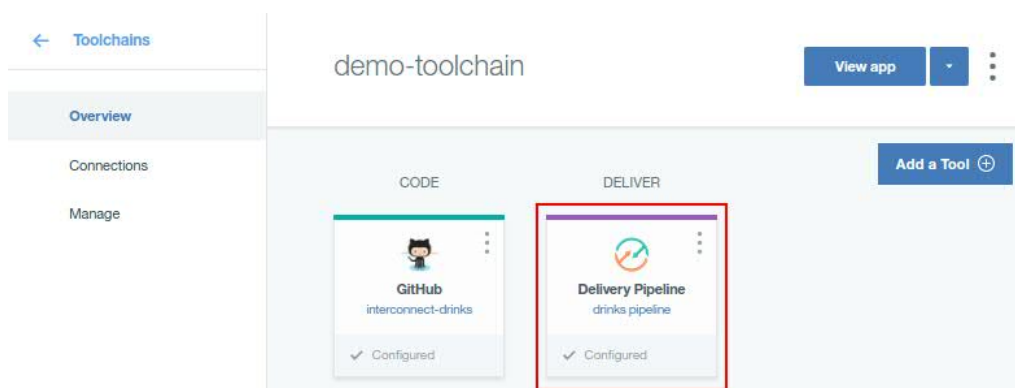 Toolchains
demo-toolchain
View app
Overview
Connections
Manage
Add a Tool
CODE
DELIVER
GitHub
interconnect-drinks
Configured
Delivery Pipeline
drinks pipeline
Configured